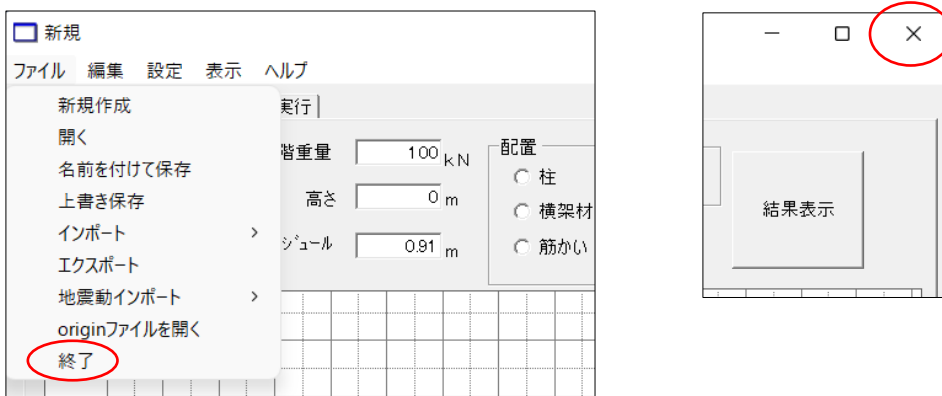 新規
ファイル 編集 設定 表示 ヘルプ
新規作成
開く
名前を付けて保存
上書き保存
インポート >
エクスポート
地震動インポート >
originファイルを開く
終了
実行
階重量 100 kN
高さ 0 m
ジュール 0.91 m
配置
柱
横架材
筋かい
結果表示